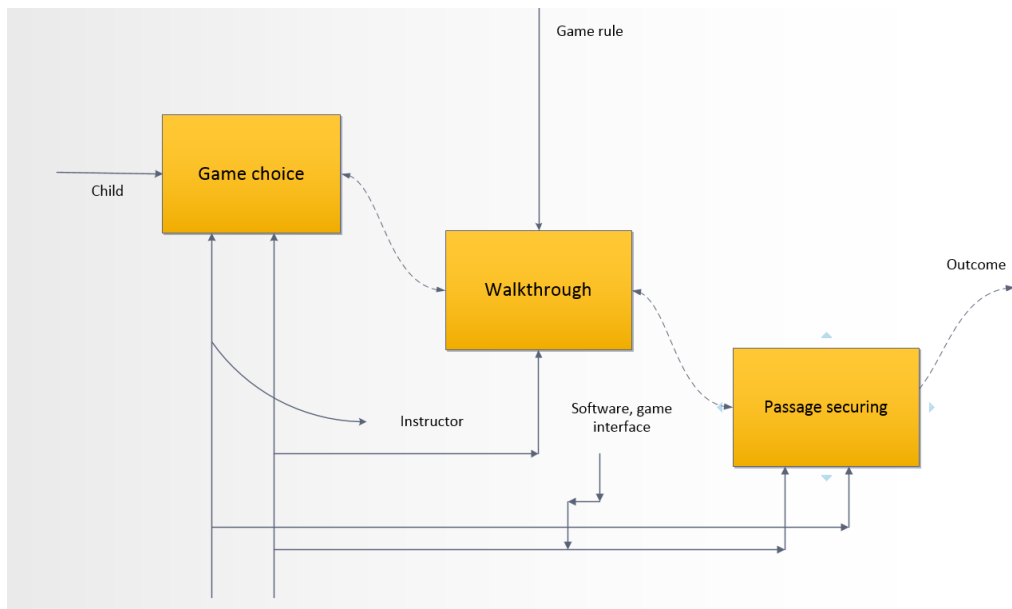 Game rule
Game choice
Child
Outcome
Walkthrough
Software, game
interface
Passage securing
Instructor